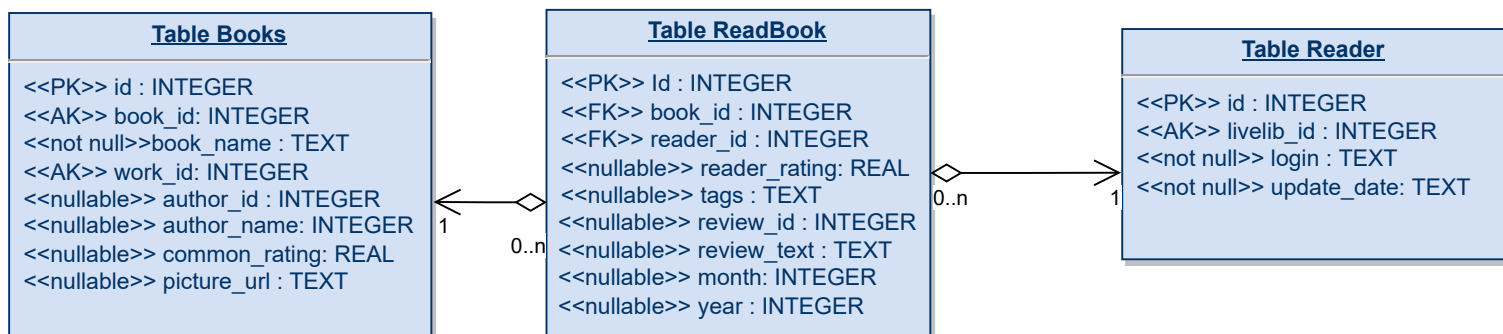 Table Books
<<PK>> id : INTEGER
<<AK>> book_id: INTEGER
<<not null>>book_name : TEXT
<<AK>> work_id: INTEGER
<<nullable>> author_id : INTEGER
<<nullable>> author_name: INTEGER
<<nullable>> common_rating: REAL
<<nullable>> picture_url : TEXT
1
0..n
Table ReadBook
<<PK>> Id : INTEGER
<<FK>> book_id : INTEGER
<<FK>> reader_id : INTEGER
<<nullable>> reader_rating: REAL
<<nullable>> tags : TEXT
<<nullable>> review_id : INTEGER
<<nullable>> review_text : TEXT
<<nullable>> month: INTEGER
<<nullable>> year : INTEGER
0..n
1
Table Reader
<<PK>> id : INTEGER
<<AK>> livelib_id : INTEGER
<<not null>> login : TEXT
<<not null>> update_date: TEXT